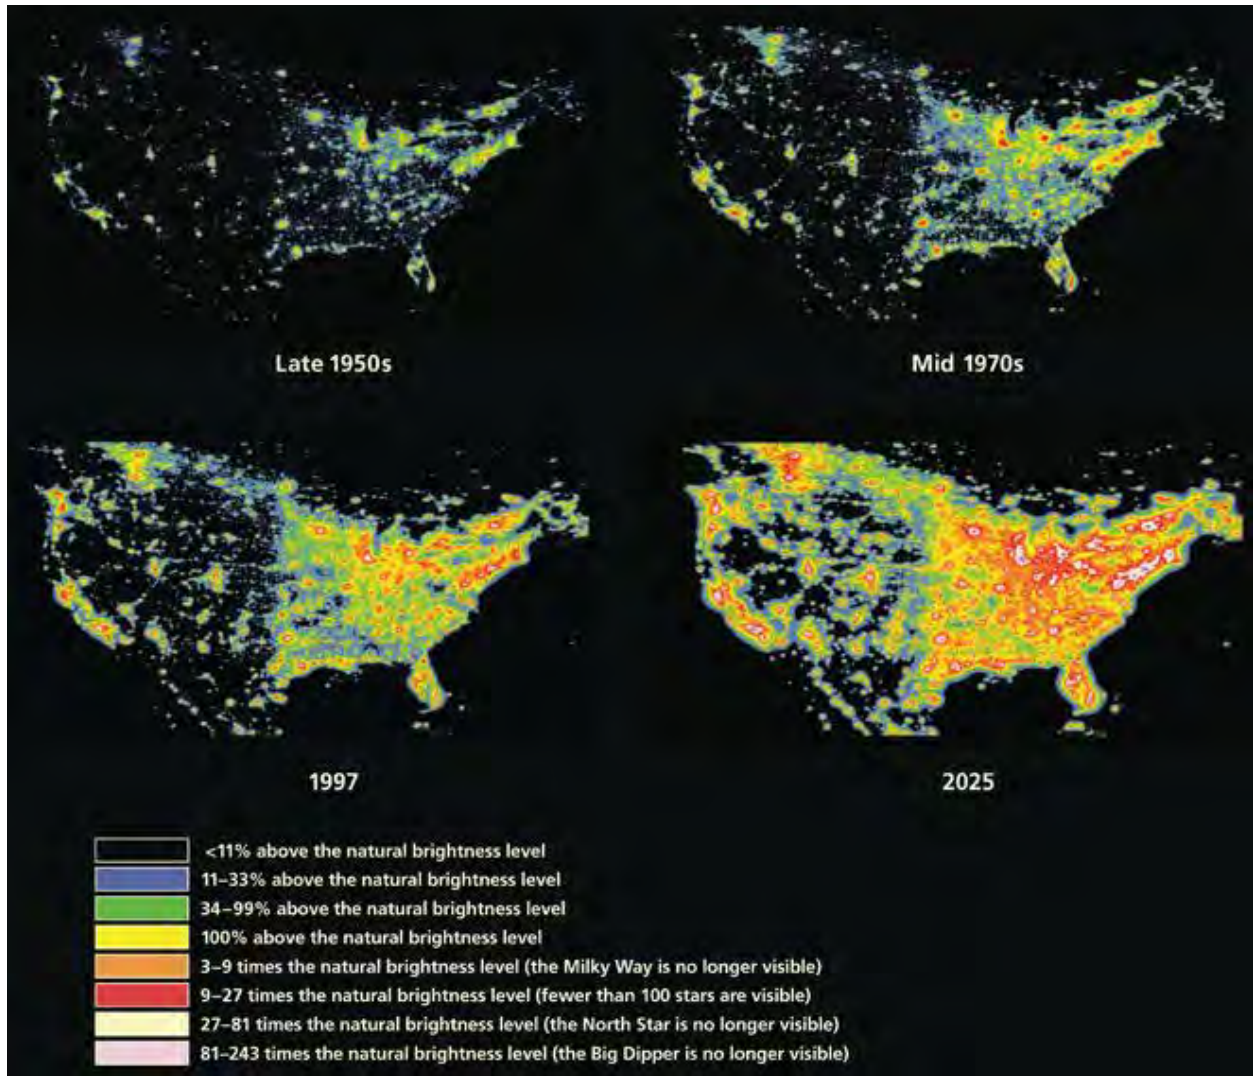 Late 1950s
Mid 1970s
1997
2025
<11% above the natural brightness level
11–33% above the natural brightness level
34–99% above the natural brightness level
100% above the natural brightness level
3–9 times the natural brightness level (the Milky Way is no longer visible)
9–27 times the natural brightness level (fewer than 100 stars are visible)
27–81 times the natural brightness level (the North Star is no longer visible)
81–243 times the natural brightness level (the Big Dipper is no longer visible)